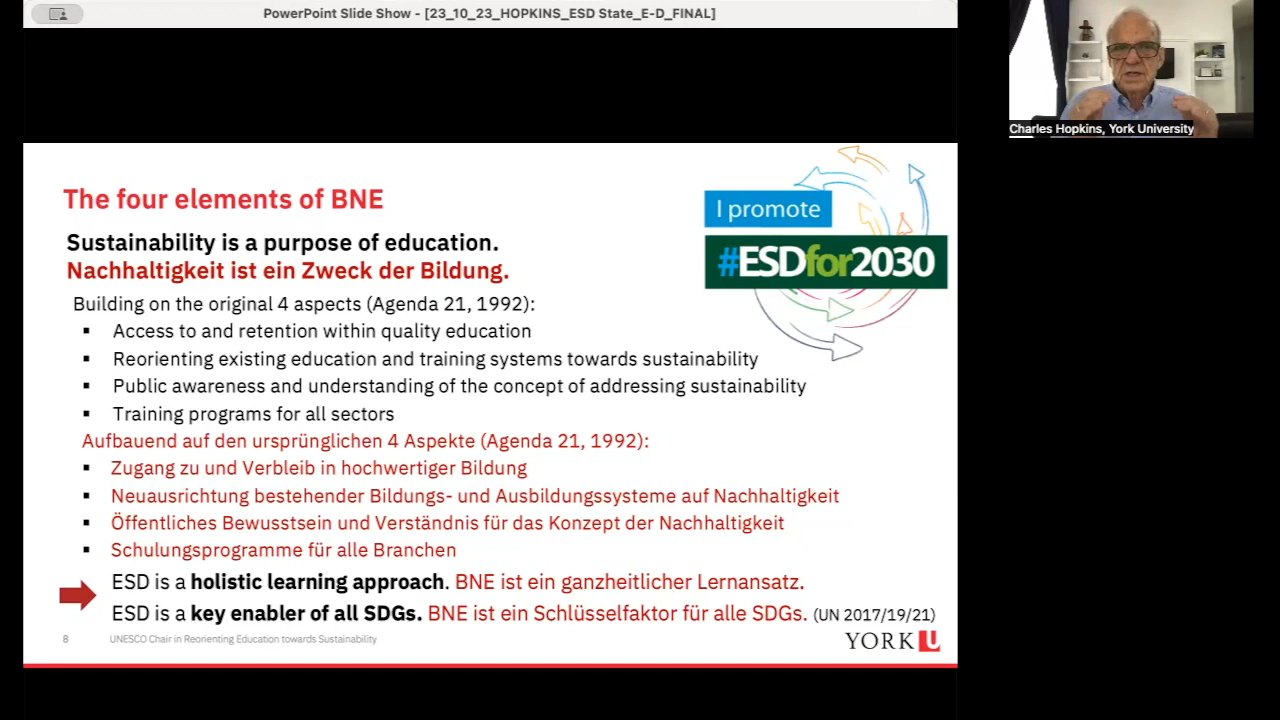 PowerPoint Slide Show - [23_10_23_HOPKINS_ESD State_E-D_FINAL]
Charles Hopkins, York University
The four elements of BNE
I promote
#ESDfor2030
Sustainability is a purpose of education.
Nachhaltigkeit ist ein Zweck der Bildung.
Building on the original 4 aspects (Agenda 21, 1992):
▪ Access to and retention within quality education
▪ Reorienting existing education and training systems towards sustainability
▪ Public awareness and understanding of the concept of addressing sustainability
▪ Training programs for all sectors
Aufbauend auf den ursprünglichen 4 Aspekte (Agenda 21, 1992):
▪ Zugang zu und Verbleib in hochwertiger Bildung
▪ Neuausrichtung bestehender Bildungs- und Ausbildungssysteme auf Nachhaltigkeit
▪ Öffentliches Bewusstsein und Verständnis für das Konzept der Nachhaltigkeit
▪ Schulungsprogramme für alle Branchen
ESD is a holistic learning approach. BNE ist ein ganzheitlicher Lernansatz.
ESD is a key enabler of all SDGs. BNE ist ein Schlüsselfaktor für alle SDGs. (UN 2017/19/21)
8 UNESCO Chair in Reorienting Education towards Sustainability
YORK U